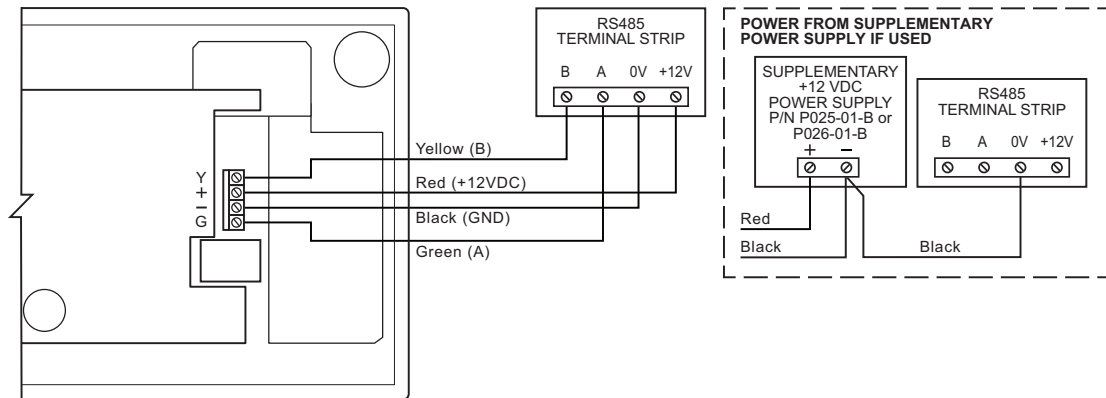 RS485
TERMINAL STRIP
B A 0V +12V
Yellow (B)
Red (+12VDC)
Black (GND)
Green (A)
Y
+
–
G
POWER FROM SUPPLEMENTARY
POWER SUPPLY IF USED
SUPPLEMENTARY
+12 VDC
POWER SUPPLY
P/N P025-01-B or
P026-01-B
+ –
RS485
TERMINAL STRIP
B A 0V +12V
Red
Black
Black